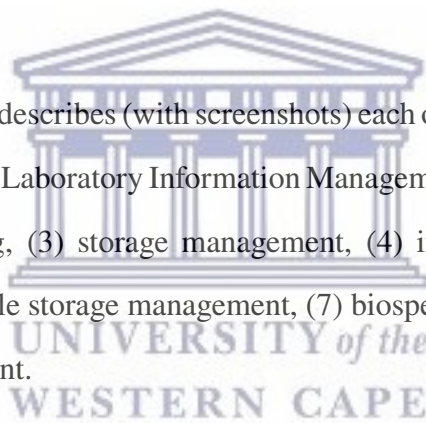 describes (with screenshots) each o
Laboratory Information Managem
g, (3) storage management, (4) i
le storage management, (7) biospe
UNIVERSITY of the
nt.
WESTERN CAPE